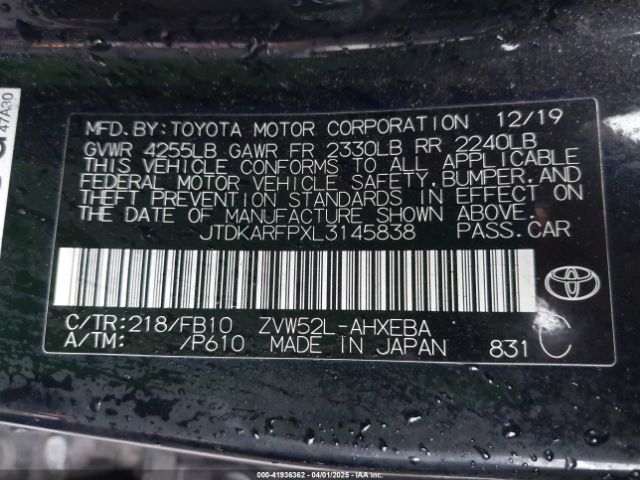 47A30
MFD. BY: TOYOTA MOTOR CORPORATION 12/19
GVWR 4255LB GAWR FR 2330LB RR 2240LB
THIS VEHICLE CONFORMS TO ALL APPLICABLE
FEDERAL MOTOR VEHICLE SAFETY, BUMPER, AND
THEFT PREVENTION STANDARDS IN EFFECT ON
THE DATE OF MANUFACTURE SHOWN ABOVE.
JTDKARFPXL3145838 PASS. CAR
C/TR: 218/FB10 ZVW52L-AHXEBA
A/TM: /P610 MADE IN JAPAN 831 C
000-41936362 - 04/01/2025 - IAA Inc.